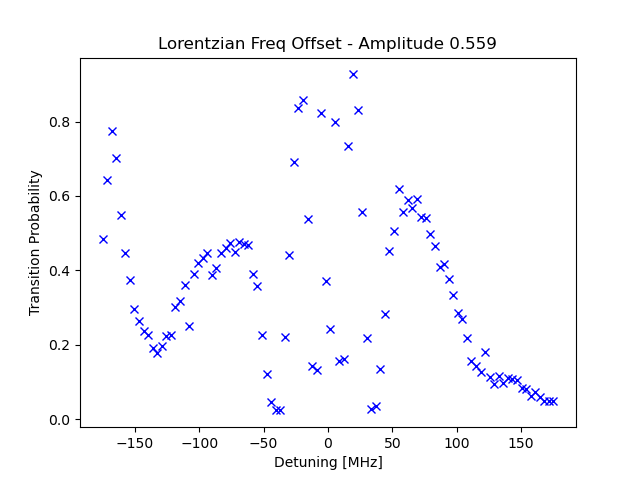 Lorentzian Freq Offset - Amplitude 0.559
Transition Probability
0.8
0.6
0.4
0.2
0.0
−150 −100 −50 0 50 100 150
Detuning [MHz]